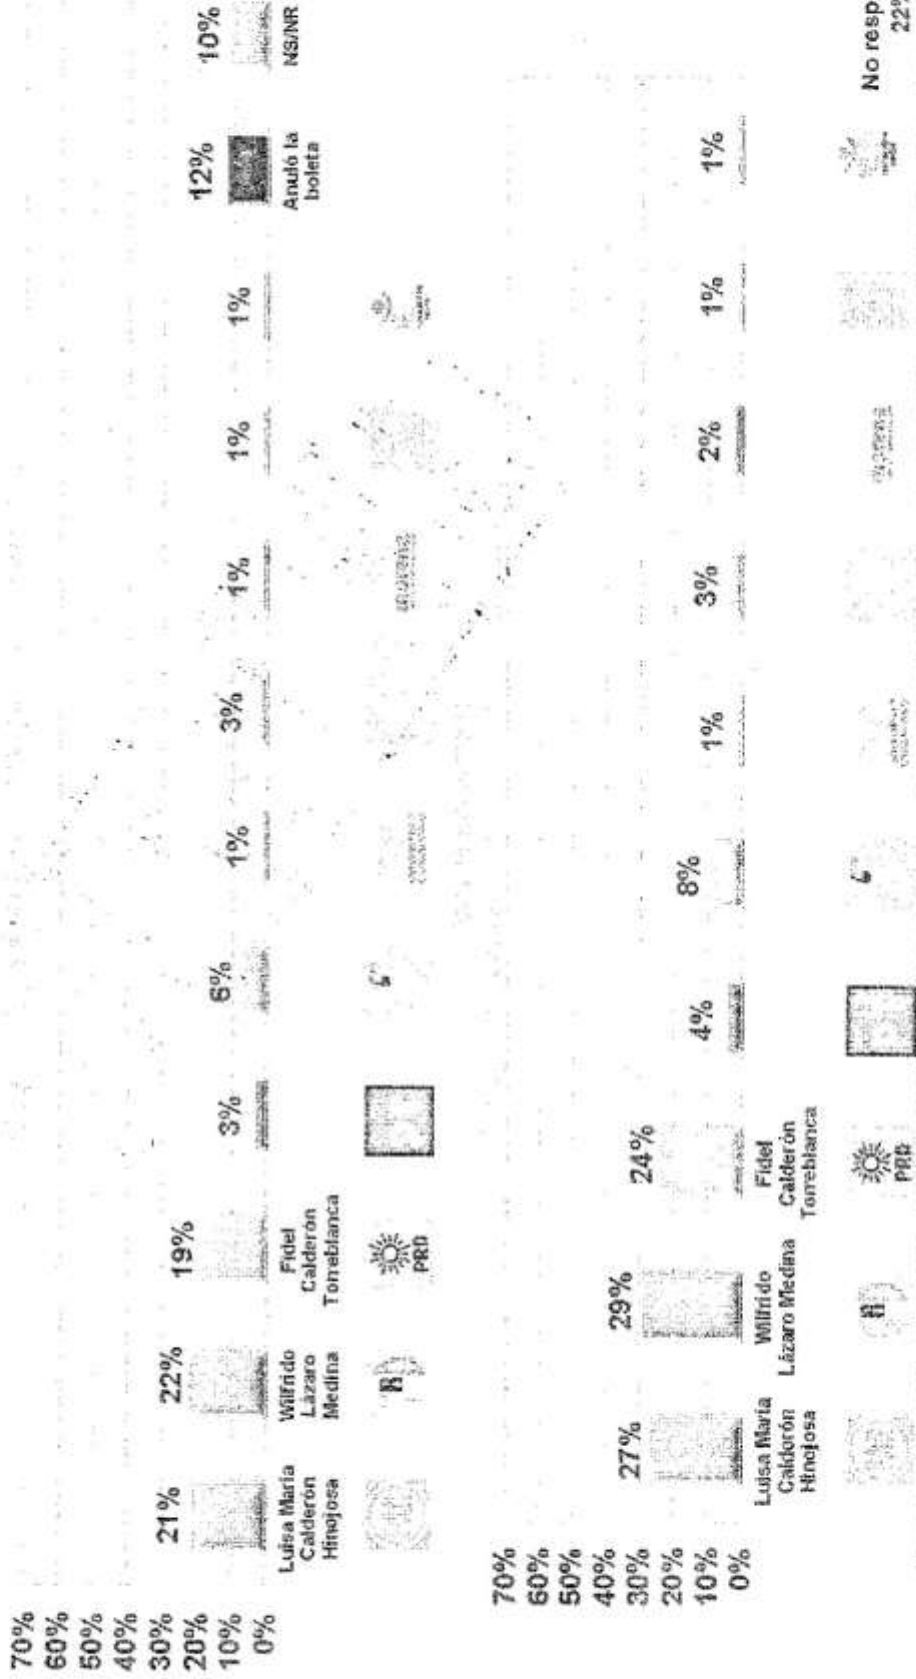 70%
60%
50%
40%
30%
20%
10%
0%
21%
22%
19%
3%
6%
1%
3%
1%
1%
1%
12%
10%
Luisa María
Calderón
Hinojosa
Wilfrido
Lázaro
Medina
Fidel
Calderón
Torreblanca
Anuló la
boleta
NS/NR
R
PRD
morena
70%
60%
50%
40%
30%
20%
10%
0%
27%
29%
24%
4%
8%
1%
3%
2%
1%
1%
Luisa María
Calderón
Hinojosa
Wilfrido
Lázaro Medina
Fidel
Calderón
Torreblanca
R
PRD
morena
No resp
22%